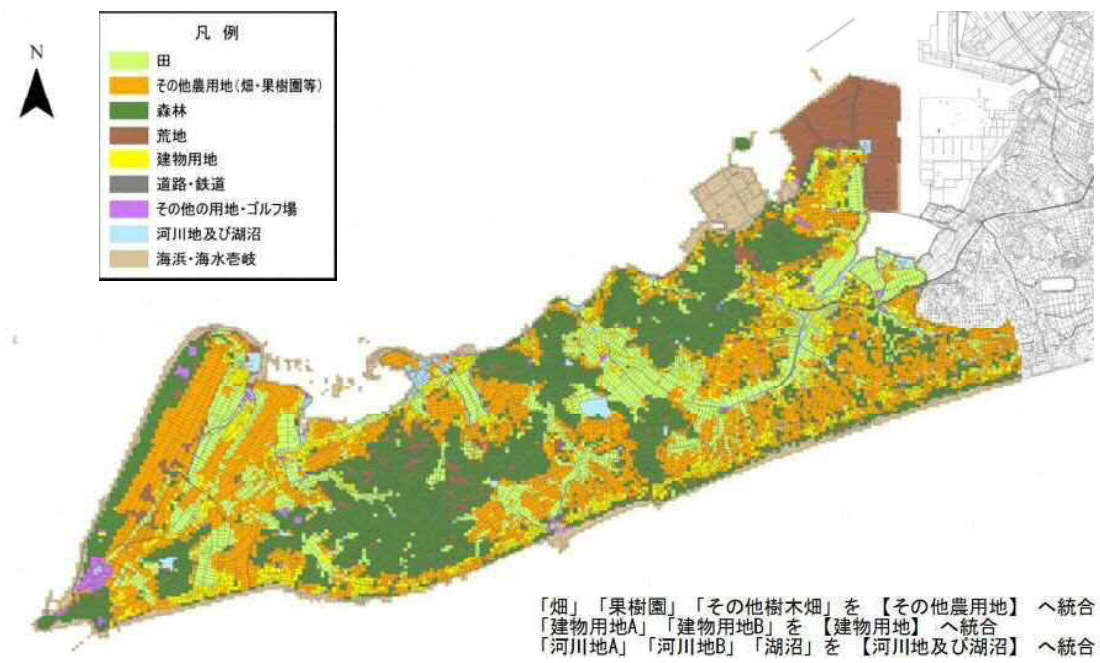 N
凡 例
田
その他農用地(畑・果樹園等)
森林
荒地
建物用地
道路・鉄道
その他の用地・ゴルフ場
河川地及び湖沼
海浜・海水壱岐
「畑」「果樹園」「その他樹木畑」を 【その他農用地】 へ統合
「建物用地A」「建物用地B」を 【建物用地】 へ統合
「河川地A」「河川地B」「湖沼」を 【河川地及び湖沼】 へ統合